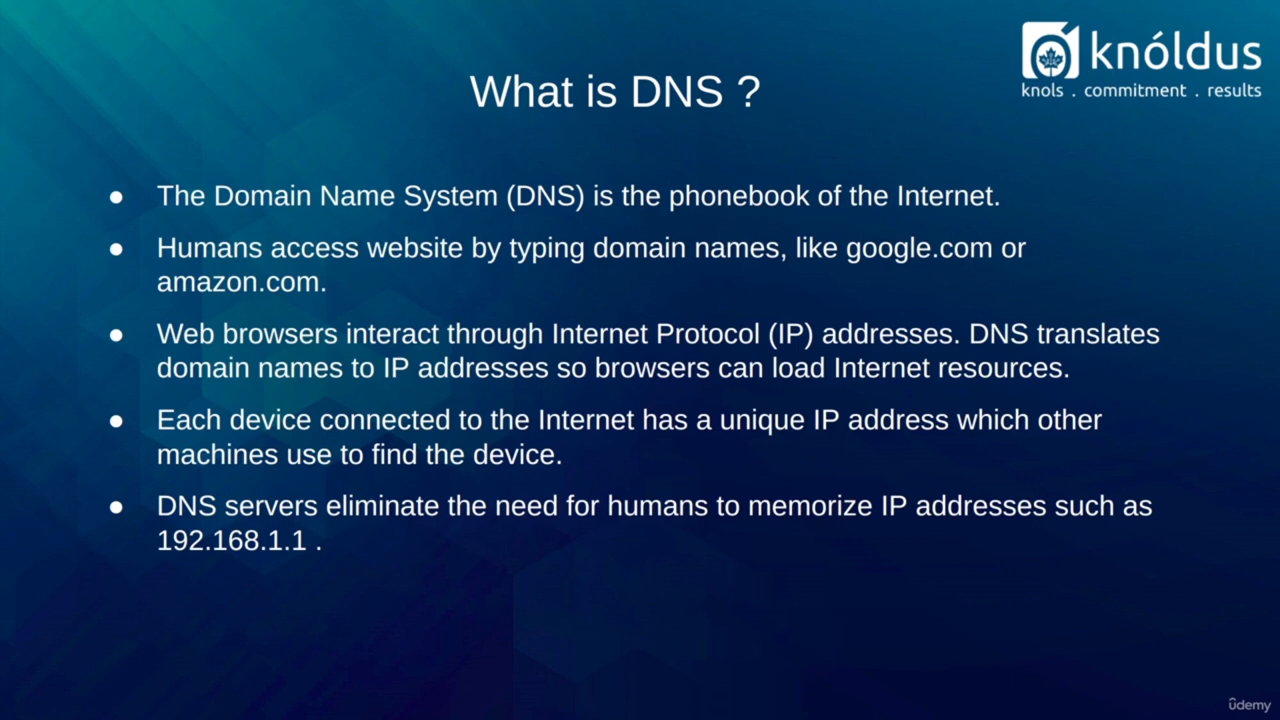 knóldus
knols . commitment . results
What is DNS ?
● The Domain Name System (DNS) is the phonebook of the Internet.
● Humans access website by typing domain names, like google.com or
amazon.com.
● Web browsers interact through Internet Protocol (IP) addresses. DNS translates
domain names to IP addresses so browsers can load Internet resources.
● Each device connected to the Internet has a unique IP address which other
machines use to find the device.
● DNS servers eliminate the need for humans to memorize IP addresses such as
192.168.1.1 .
ûdemy